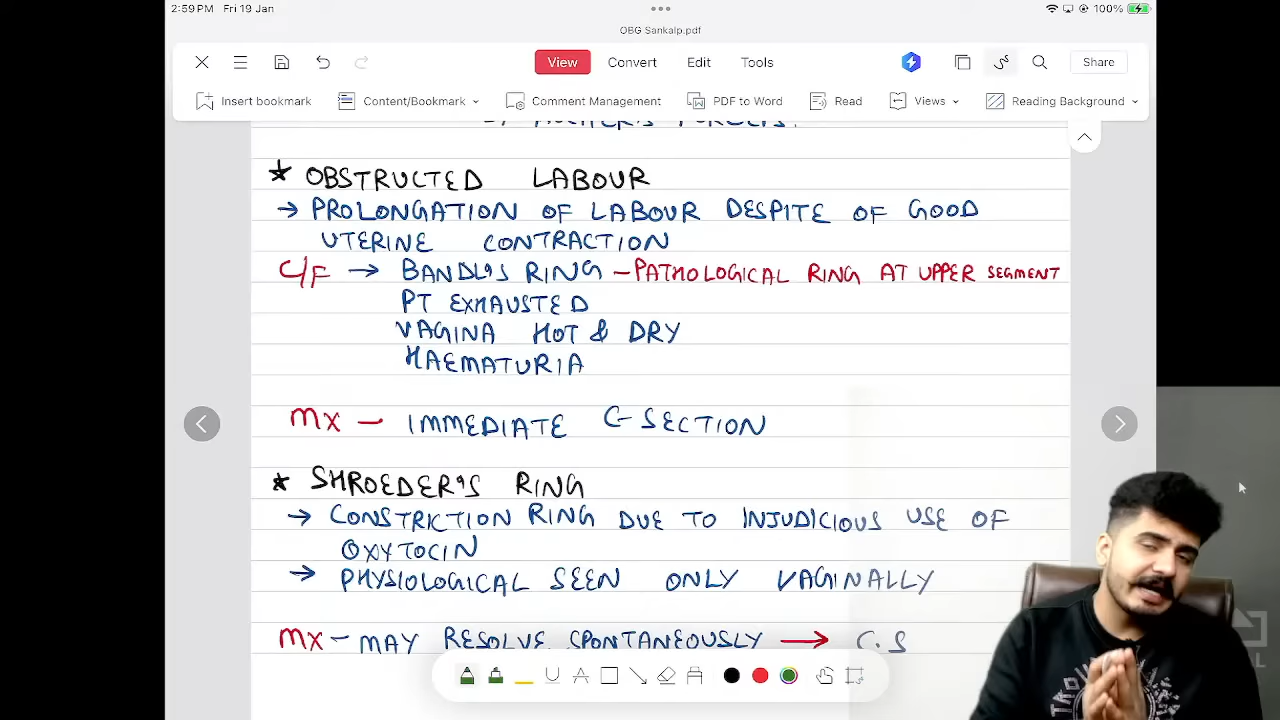 2:59 PM Fri 19 Jan
100%
OBG Sankalp.pdf
View Convert Edit Tools Share
Insert bookmark Content/Bookmark Comment Management PDF to Word Read Views Reading Background
* OBSTRUCTED LABOUR
→ PROLONGATION OF LABOUR DESPITE OF GOOD
UTERINE CONTRACTION
C/F → BANDL'S RING - PATHOLOGICAL RING AT UPPER SEGMENT
PT EXHAUSTED
VAGINA HOT & DRY
HAEMATURIA
MX - IMMEDIATE C-SECTION
* SHROEDER'S RING
→ CONSTRICTION RING DUE TO INJUDICIOUS USE OF
OXYTOCIN
→ PHYSIOLOGICAL SEEN ONLY VAGINALLY
MX - MAY RESOLVE SPONTANEOUSLY → C.S